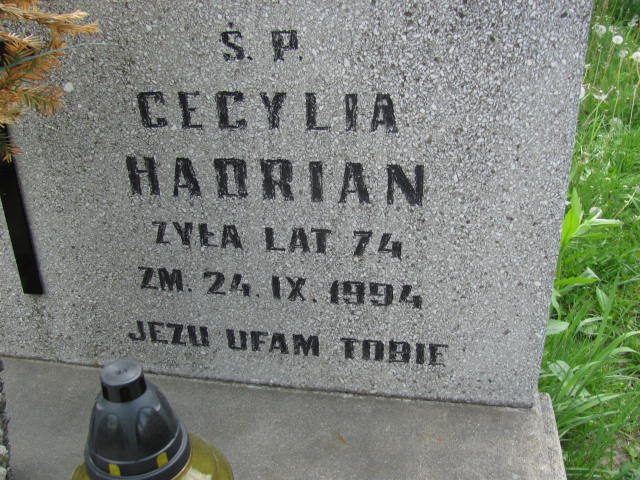 Ś. P.
CECYLIA
HADRIAN
ŻYŁA LAT 74
ZM. 24. IX. 1994
JEZU UFAM TOBIE